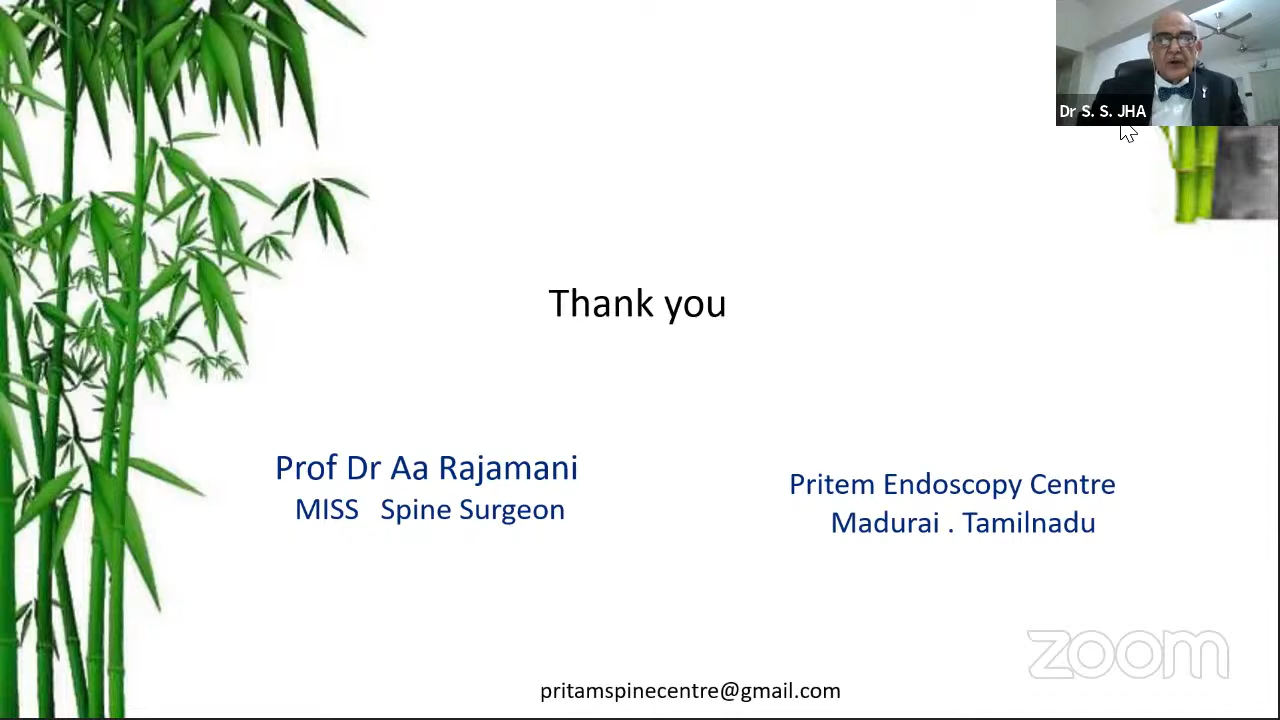 Dr S. S. JHA
Thank you
Prof Dr Aa Rajamani
MISS Spine Surgeon
Pritem Endoscopy Centre
Madurai . Tamilnadu
zoom
pritamspinecentre@gmail.com